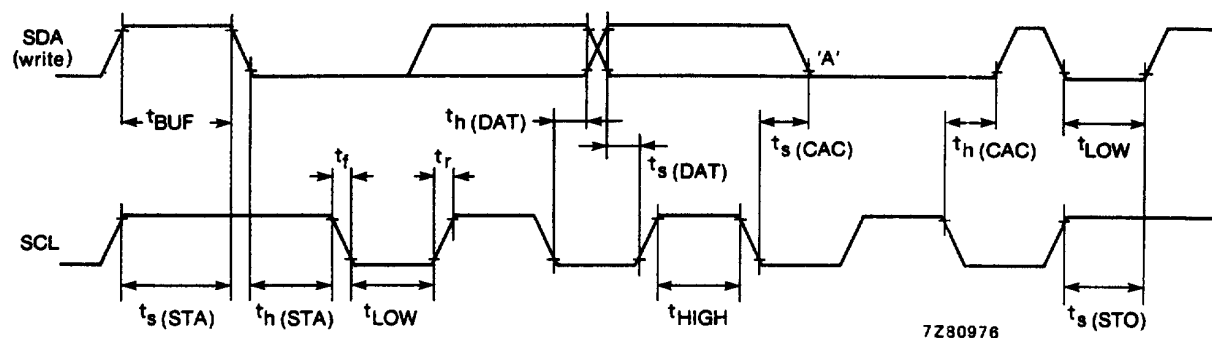 SDA
(write)
'A'
tBUF
th (DAT)
ts (CAC)
th (CAC)
tLOW
tf
tr
ts (DAT)
SCL
ts (STA)
th (STA)
tLOW
tHIGH
ts (STO)
7Z80976